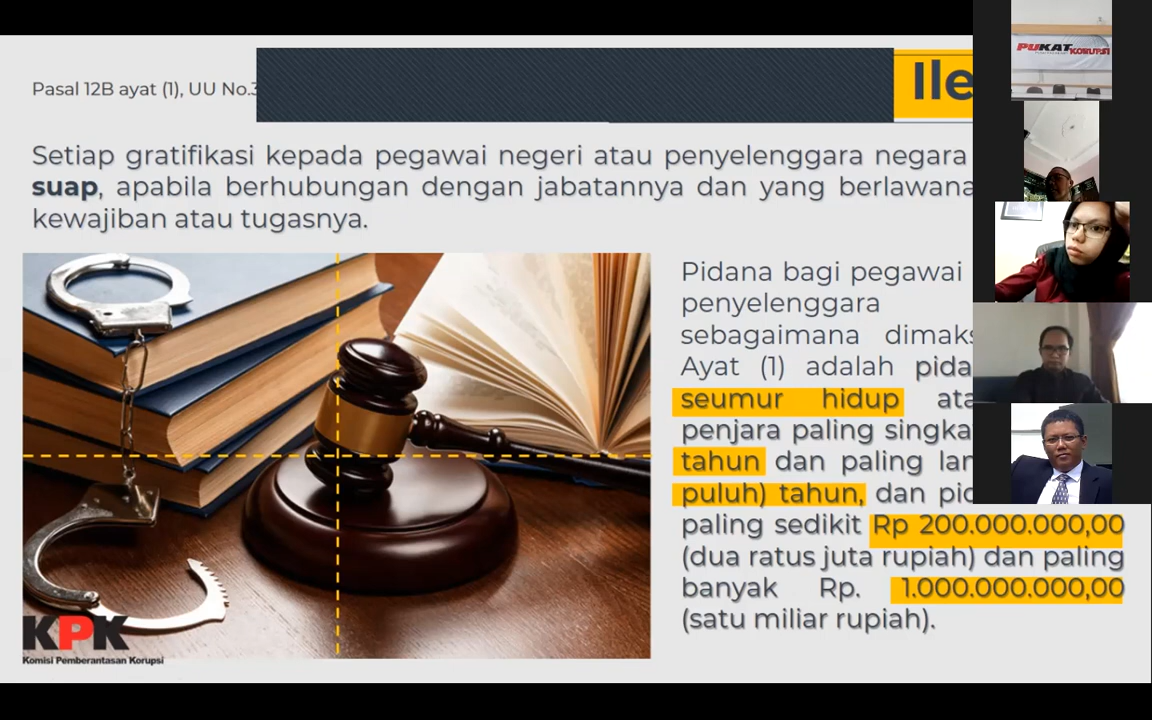 Pasal 12B ayat (1), UU No.3
Ile
Setiap gratifikasi kepada pegawai negeri atau penyelenggara negara
suap, apabila berhubungan dengan jabatannya dan yang berlawana
kewajiban atau tugasnya.
Pidana bagi pegawai
penyelenggara
sebagaimana dimaks
Ayat (1) adalah pida
seumur hidup ata
penjara paling singka
tahun dan paling lam
puluh) tahun, dan pid
paling sedikit Rp 200.000.000,00
(dua ratus juta rupiah) dan paling
banyak Rp. 1.000.000.000,00
(satu miliar rupiah).
KPK
Komisi Pemberantasan Korupsi
PUKAT
KORUPSI